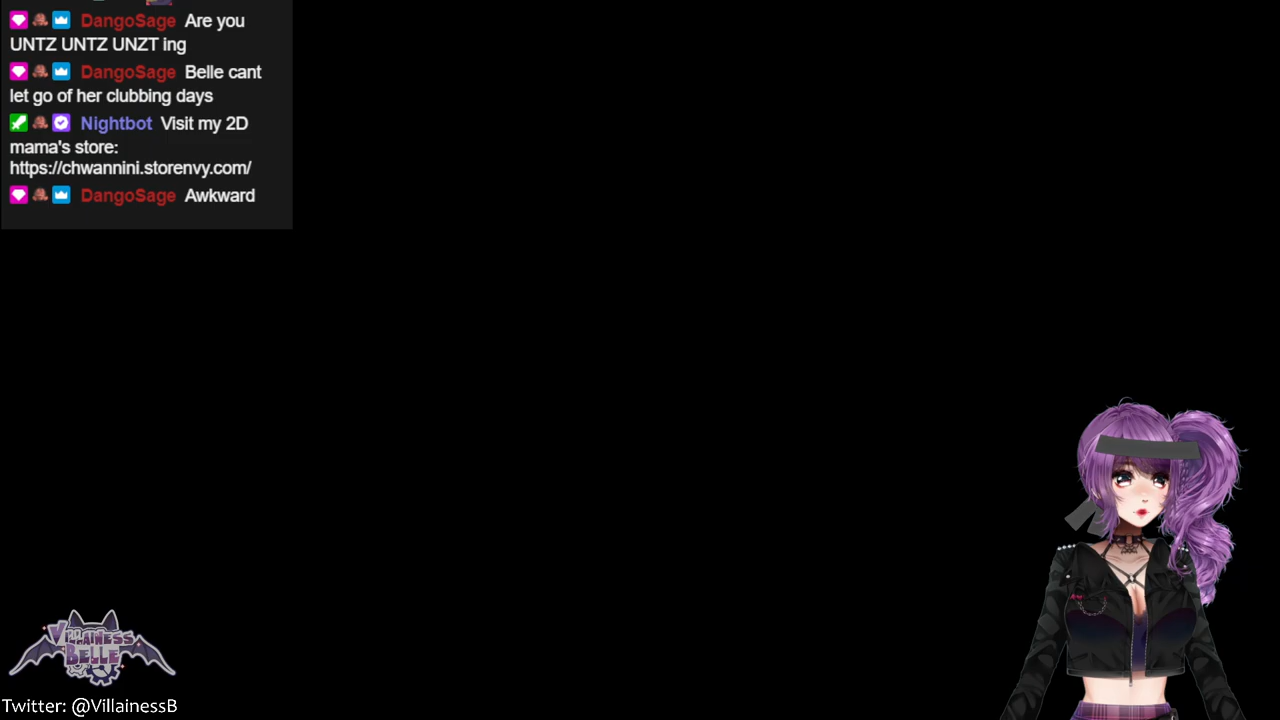 DangoSage Are you
UNTZ UNTZ UNZT ing
DangoSage Belle cant
let go of her clubbing days
Nightbot Visit my 2D
mama's store:
https://chwannini.storenvy.com/
DangoSage Awkward
VILLAINESS
BELLE
Twitter: @VillainessB